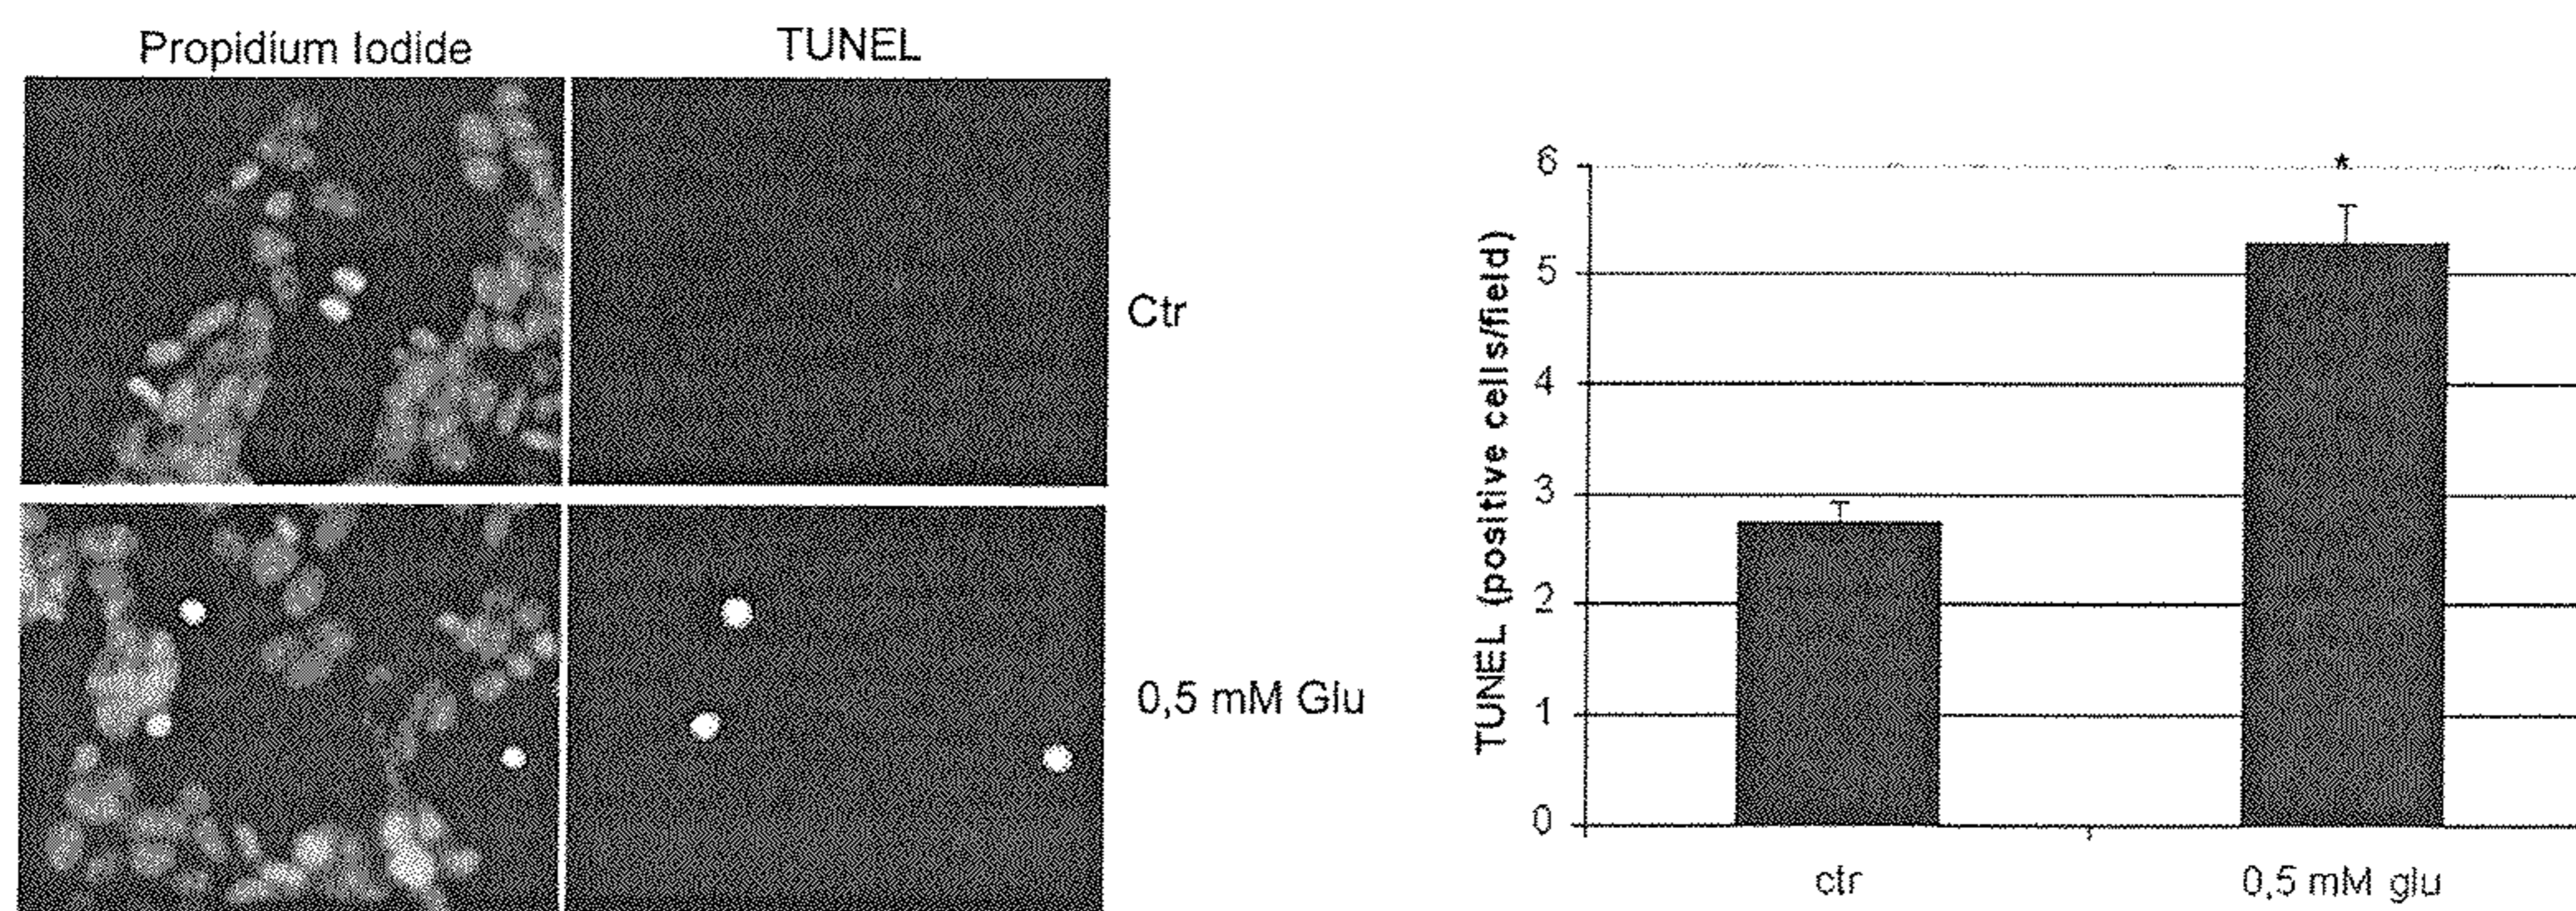 Propidium Iodide
TUNEL
Ctr
0,5 mM Glu
TUNEL (positive cells/field)
6
5
4
3
2
1
0
*
ctr
0,5 mM glu